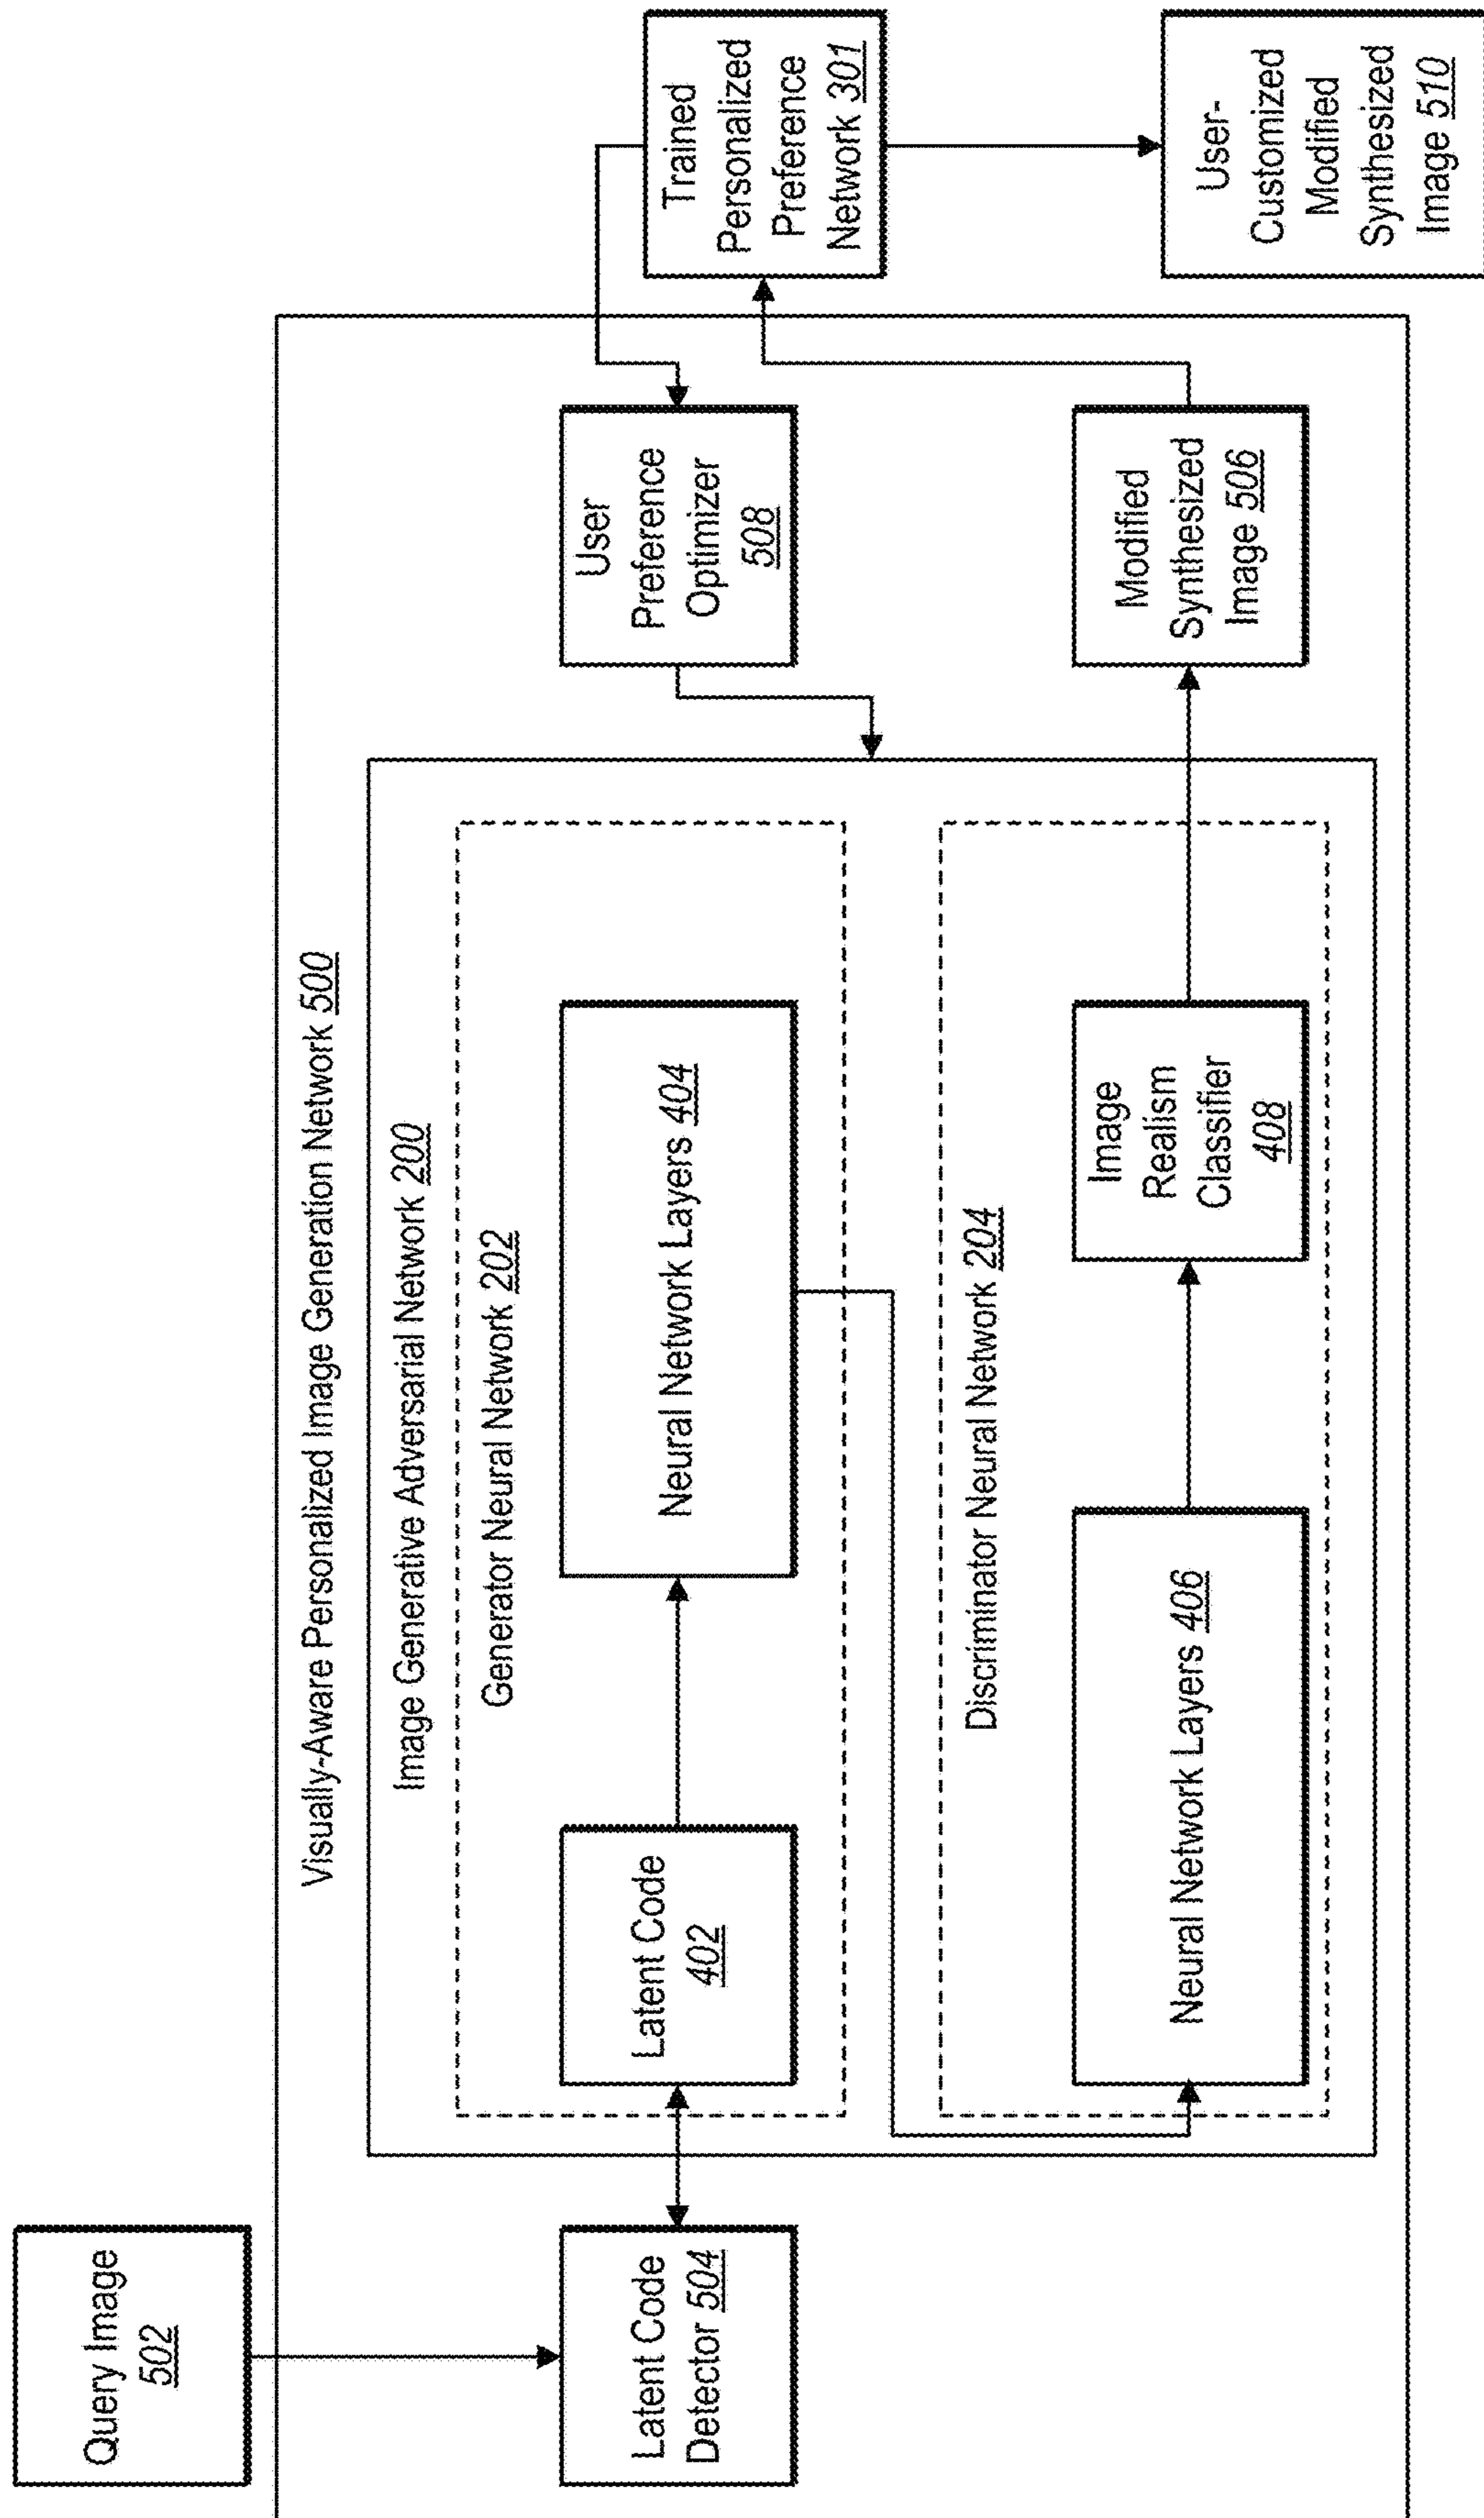 Query Image
502
Visually-Aware Personalized Image Generation Network 500
Image Generative Adversarial Network 200
Generator Neural Network 202
Latent Code
Detector 504
Latent Code
402
Neural Network Layers 404
User
Preference
Optimizer
508
Trained
Personalized
Preference
Network 301
Discriminator Neural Network 204
Neural Network Layers 406
Image
Realism
Classifier
408
Modified
Synthesized
Image 506
User-
Customized
Modified
Synthesized
Image 510